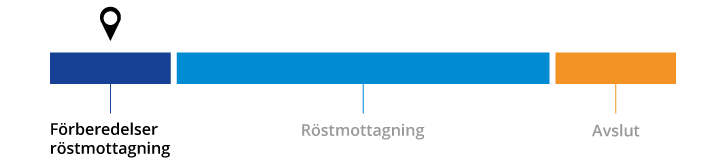 Förberedelser
röstmottagning
Röstmottagning
Avslut